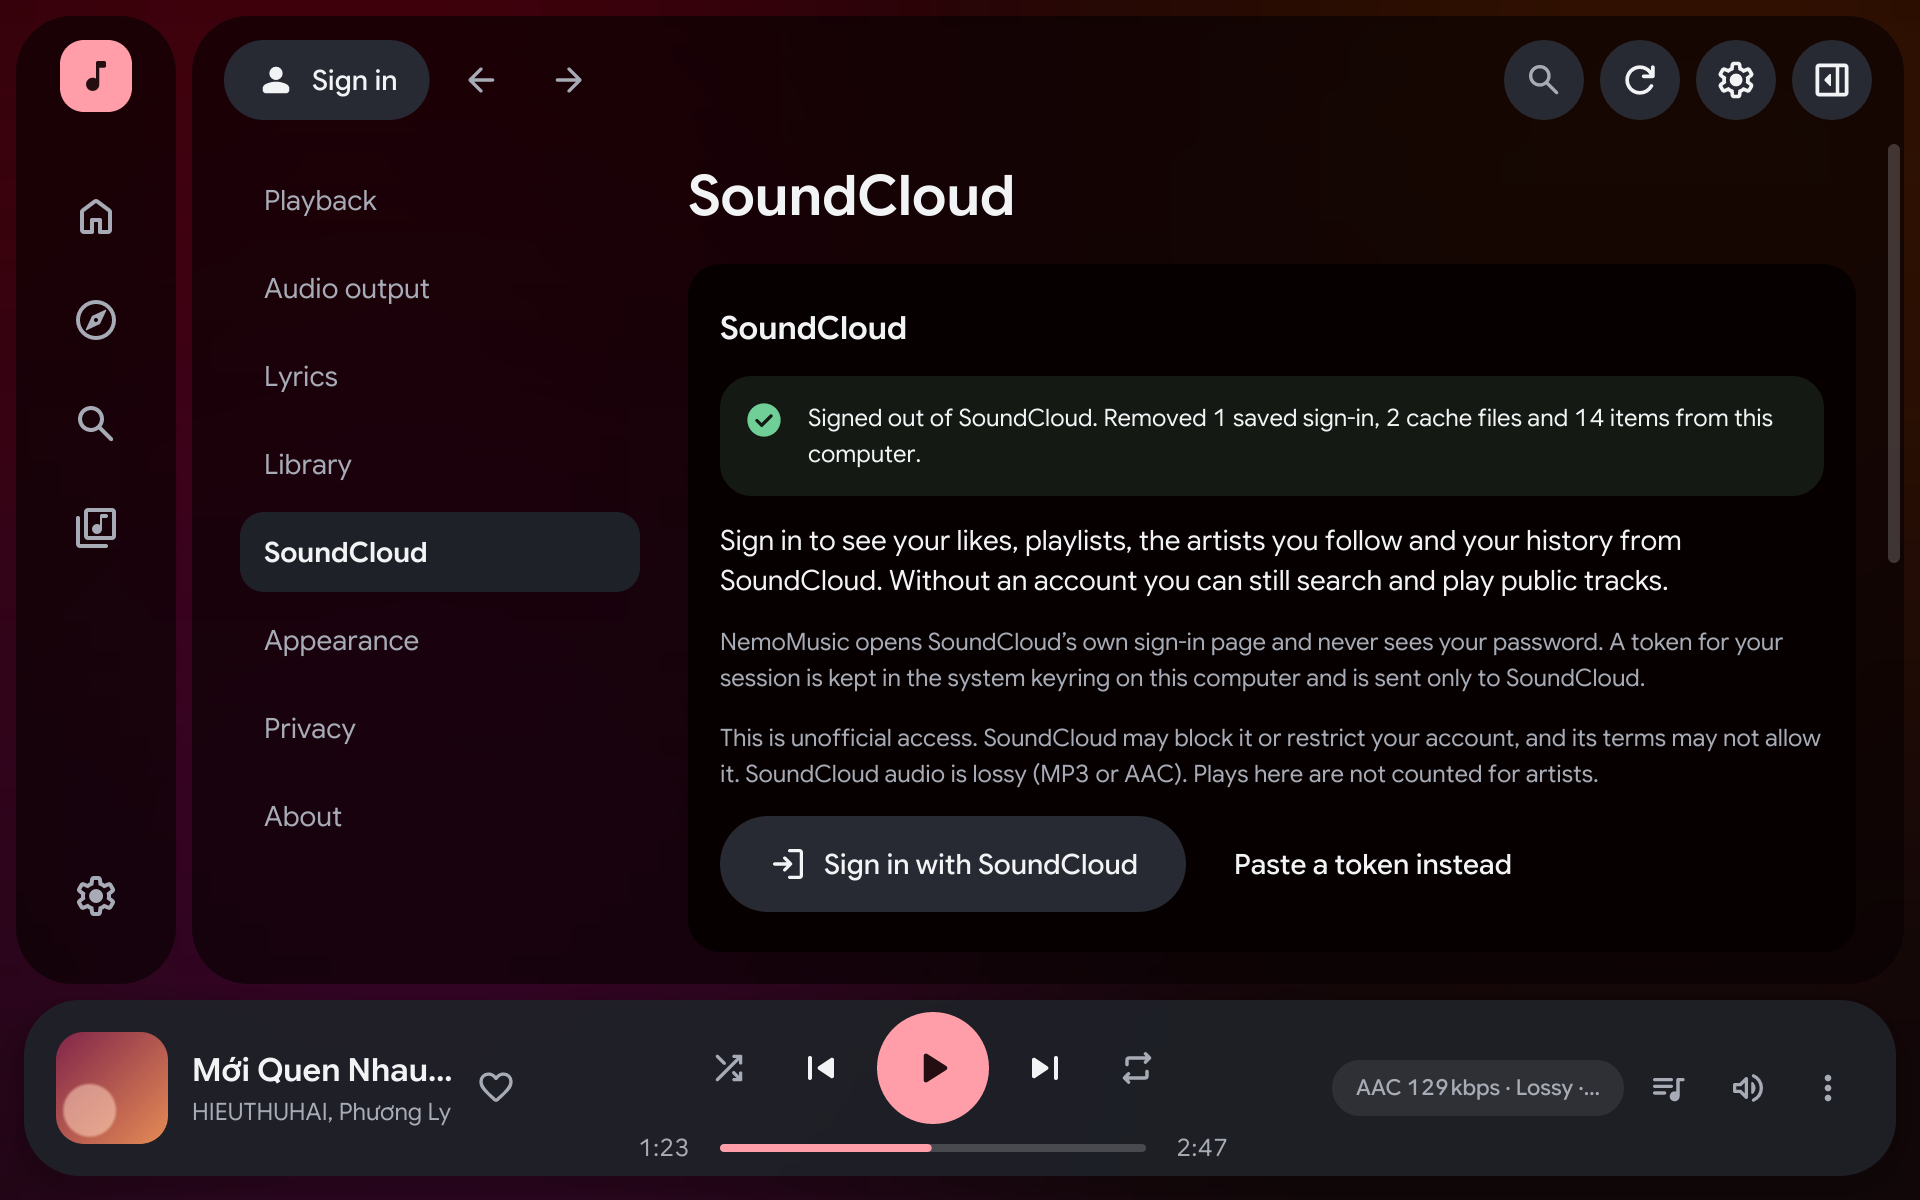 Sign in
Playback
Audio output
Lyrics
Library
SoundCloud
Appearance
Privacy
About
SoundCloud
SoundCloud
Signed out of SoundCloud. Removed 1 saved sign-in, 2 cache files and 14 items from this
computer.
Sign in to see your likes, playlists, the artists you follow and your history from
SoundCloud. Without an account you can still search and play public tracks.
NemoMusic opens SoundCloud’s own sign-in page and never sees your password. A token for your
session is kept in the system keyring on this computer and is sent only to SoundCloud.
This is unofficial access. SoundCloud may block it or restrict your account, and its terms may not allow
it. SoundCloud audio is lossy (MP3 or AAC). Plays here are not counted for artists.
Sign in with SoundCloud
Paste a token instead
Mới Quen Nhau...
HIEUTHUHAI, Phương Ly
1:23
2:47
AAC 129 kbps · Lossy ·...